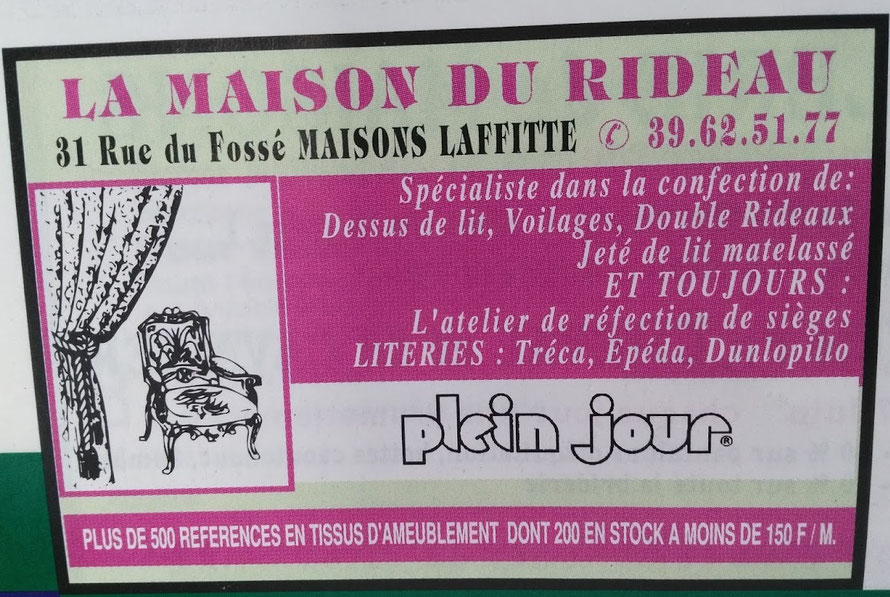 LA MAISON DU RIDEAU
31 Rue du Fossé MAISONS LAFFITTE ✆ 39.62.51.77
Spécialiste dans la confection de:
Dessus de lit, Voilages, Double Rideaux
Jeté de lit matelassé
ET TOUJOURS :
L'atelier de réfection de sièges
LITERIES : Tréca, Epéda, Dunlopillo
plein jour®
PLUS DE 500 REFERENCES EN TISSUS D'AMEUBLEMENT DONT 200 EN STOCK A MOINS DE 150 F / M.